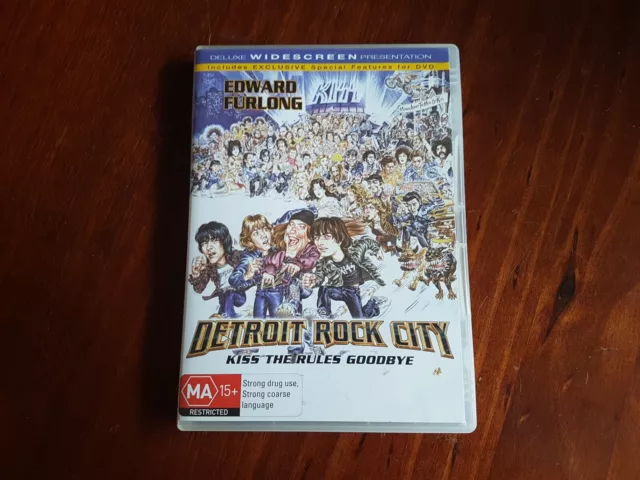 DELUXE WIDESCREEN PRESENTATION
Includes EXCLUSIVE Special Features for DVD
EDWARD
FURLONG
KISS
DETROIT ROCK CITY
KISS THE RULES GOODBYE
MA 15+
RESTRICTED
Strong drug use,
Strong coarse
language